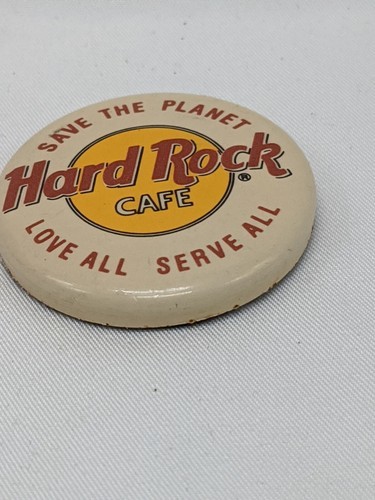 SAVE THE PLANET
Hard Rock ®
CAFE
LOVE ALL SERVE ALL